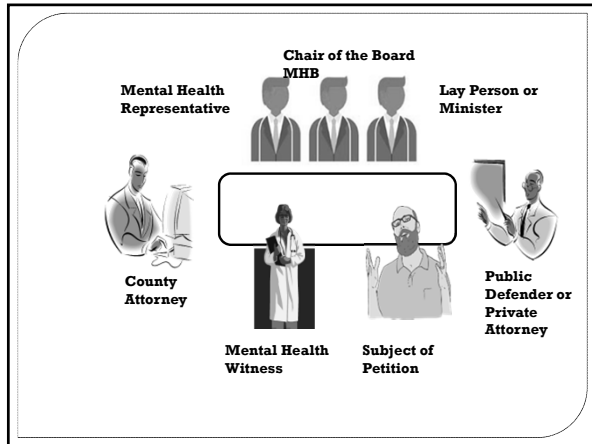 Chair of the Board
MHB
Mental Health
Representative
Lay Person or
Minister
County
Attorney
Public
Defender or
Private
Attorney
Mental Health
Witness
Subject of
Petition